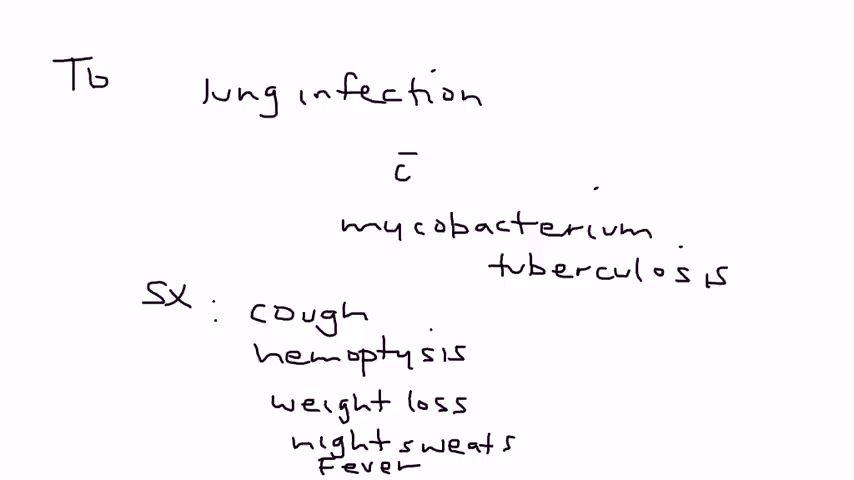 Tb lung infection
c̄
mycobacterium
tuberculosis
Sx: cough
hemoptysis
weight loss
night sweats
Fever